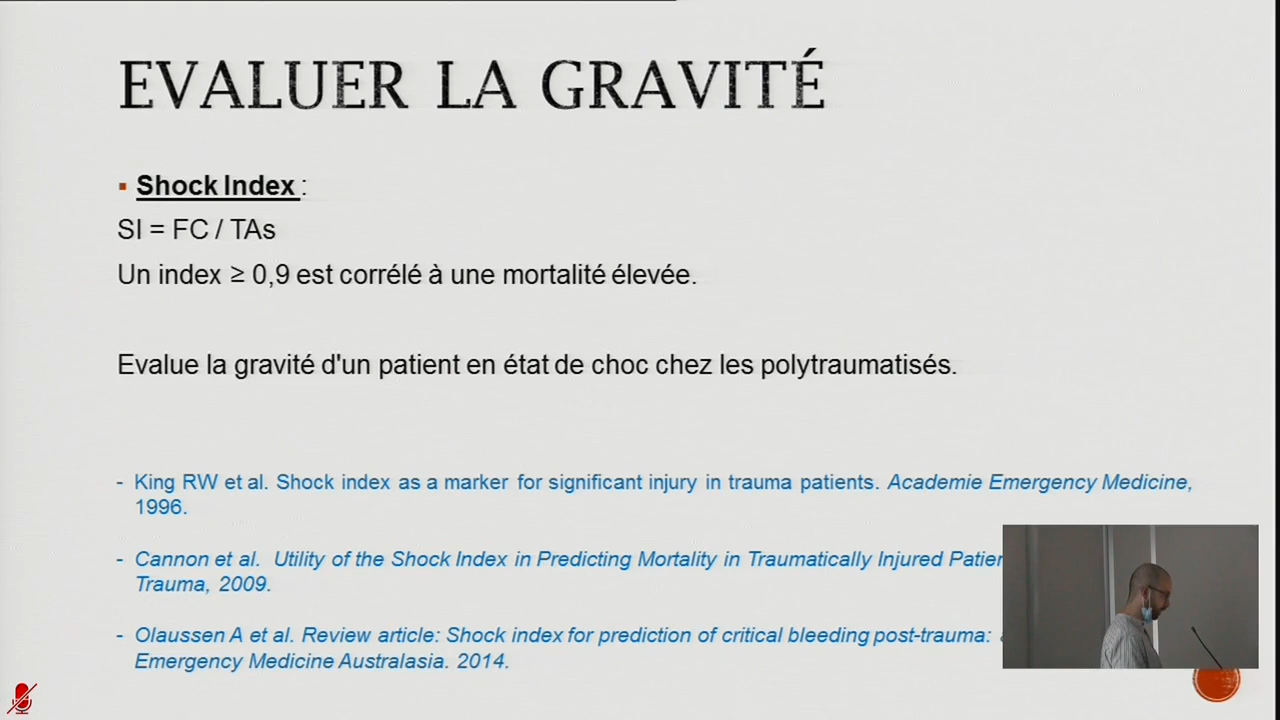 EVALUER LA GRAVITÉ
▪ Shock Index :
SI = FC / TAs
Un index ≥ 0,9 est corrélé à une mortalité élevée.
Evalue la gravité d'un patient en état de choc chez les polytraumatisés.
- King RW et al. Shock index as a marker for significant injury in trauma patients. Academie Emergency Medicine,
1996.
- Cannon et al. Utility of the Shock Index in Predicting Mortality in Traumatically Injured
Trauma, 2009.
- Olaussen A et al. Review article: Shock index for prediction of critical bleeding post-trauma:
Emergency Medicine Australasia. 2014.